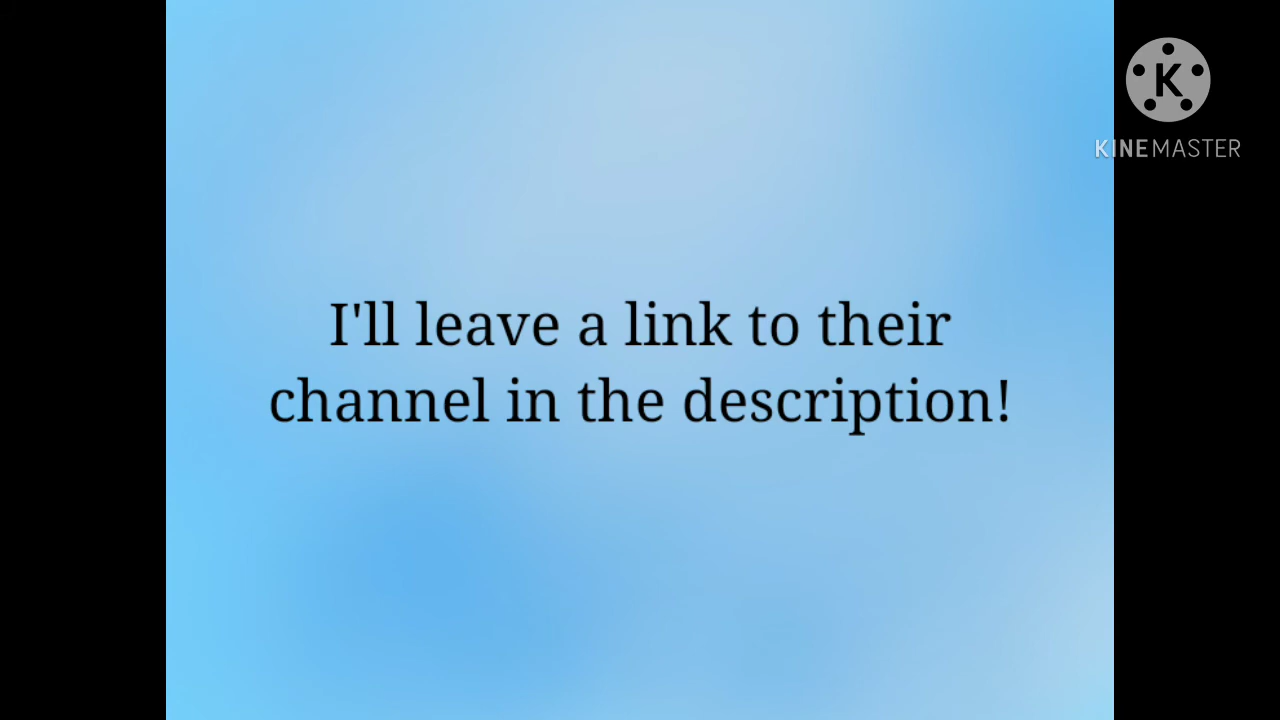 K
KINEMASTER
I'll leave a link to their
channel in the description!